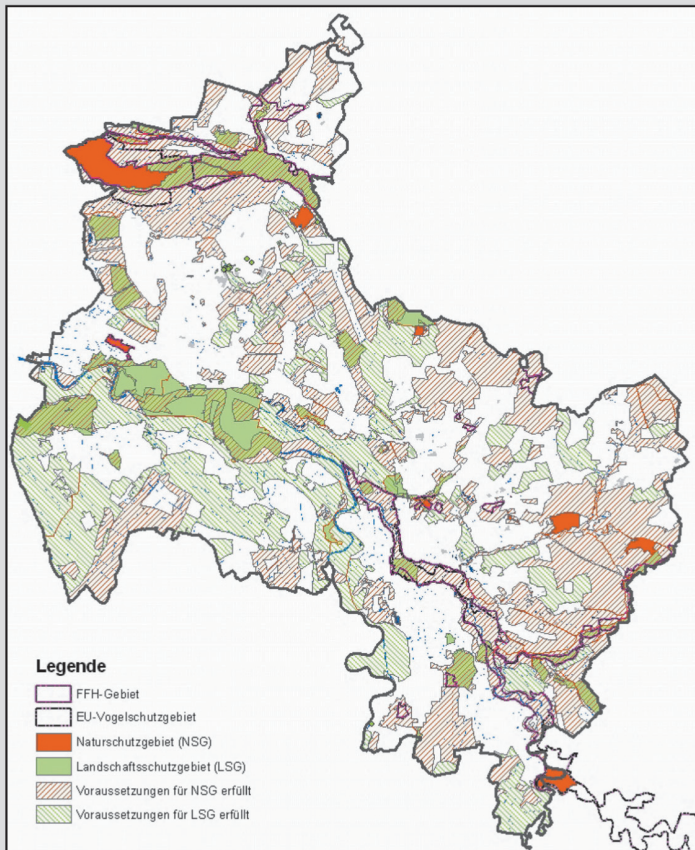 Legende
FFH-Gebiet
EU-Vogelschutzgebiet
Naturschutzgebiet (NSG)
Landschaftsschutzgebiet (LSG)
Voraussetzungen für NSG erfüllt
Voraussetzungen für LSG erfüllt